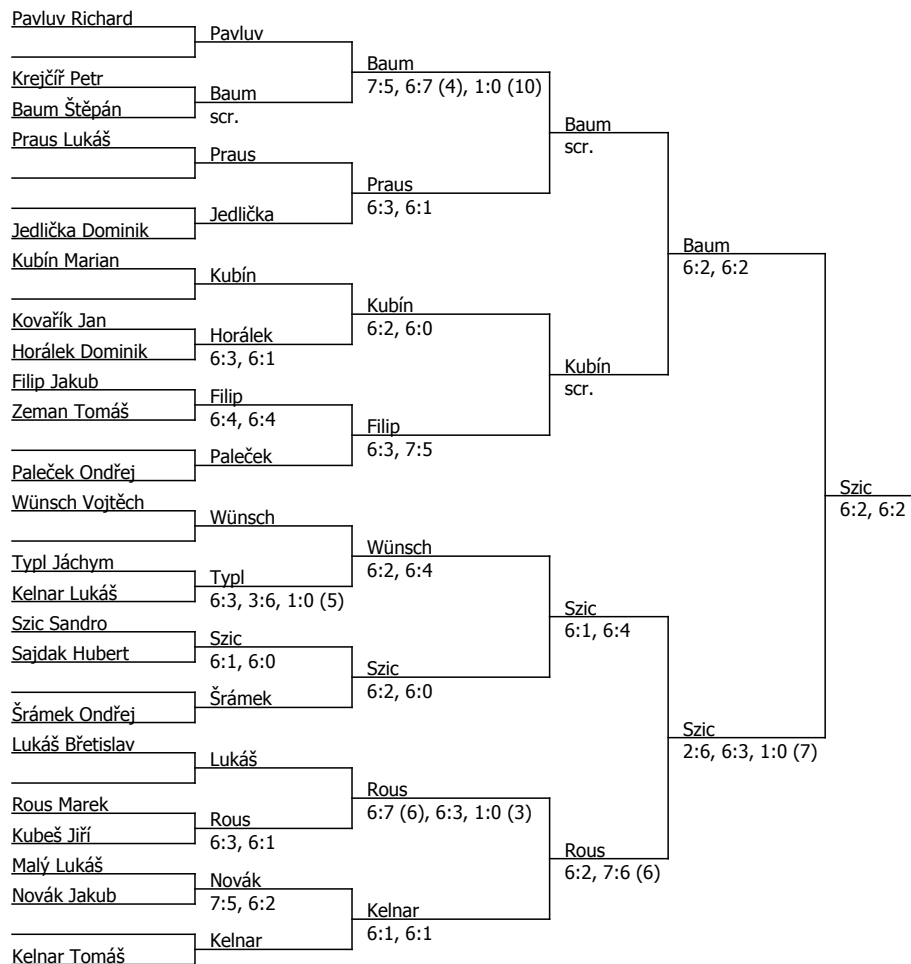 Pavluv Richard
Krejčíř Petr
Baum Štěpán
Praus Lukáš
Jedlička Dominik
Kubín Marian
Kovařík Jan
Horálek Dominik
Filip Jakub
Zeman Tomáš
Paleček Ondřej
Wünsch Vojtěch
Typl Jáchym
Kelnar Lukáš
Szic Sandro
Sajdak Hubert
Šrámek Ondřej
Lukáš Břetislav
Rous Marek
Kubeš Jiří
Malý Lukáš
Novák Jakub
Kelnar Tomáš
Pavluv
Baum
scr.
Praus
Jedlička
Kubín
Horálek
6:3, 6:1
Filip
6:4, 6:4
Paleček
Wünsch
Typl
6:3, 3:6, 1:0 (5)
Szic
6:1, 6:0
Šrámek
Lukáš
Rous
6:3, 6:1
Novák
7:5, 6:2
Kelnar
Baum
7:5, 6:7 (4), 1:0 (10)
Praus
6:3, 6:1
Kubín
6:2, 6:0
Filip
6:3, 7:5
Wünsch
6:2, 6:4
Szic
6:2, 6:0
Rous
6:7 (6), 6:3, 1:0 (3)
Kelnar
6:1, 6:1
Baum
scr.
Kubín
scr.
Szic
6:1, 6:4
Rous
6:2, 7:6 (6)
Baum
6:2, 6:2
Szic
2:6, 6:3, 1:0 (7)
Szic
6:2, 6:2